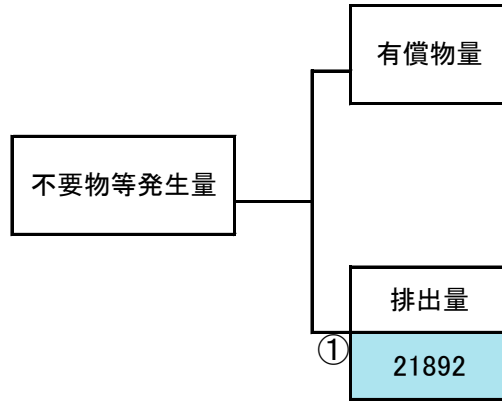 有償物量
不要物等発生量
排出量
①
21892